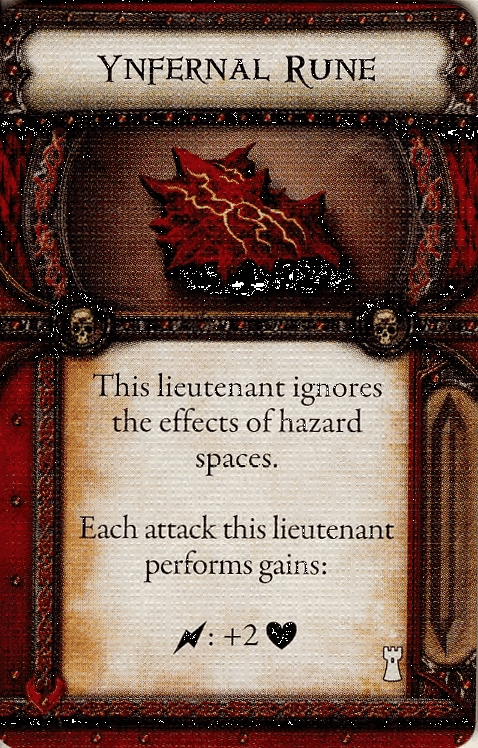 Ynfernal Rune
This lieutenant ignores
the effects of hazard
spaces.
Each attack this lieutenant
performs gains:
: +2